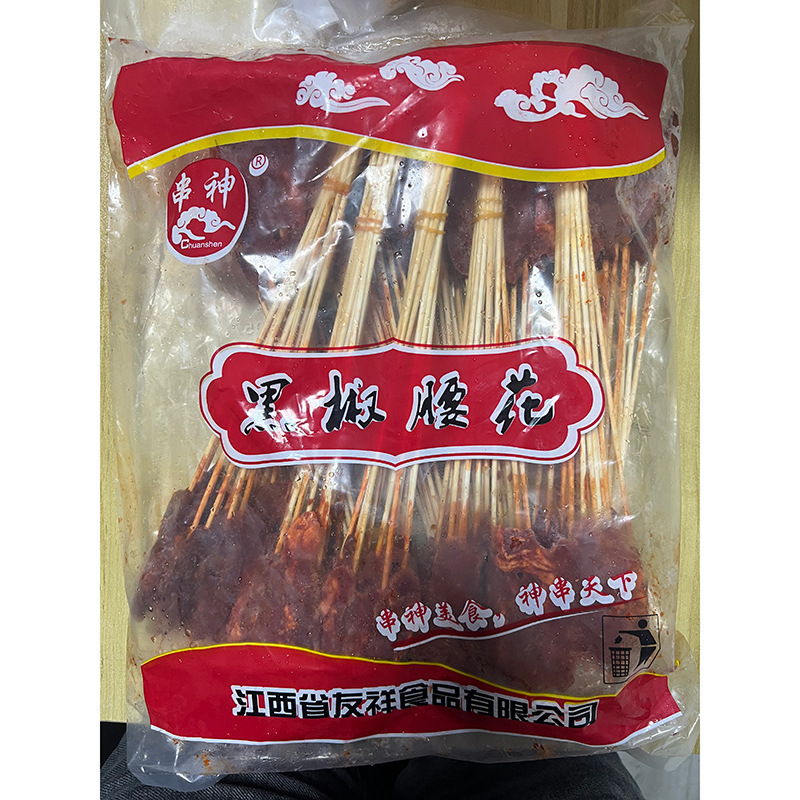 串神®
Chuanshen
黑椒腰花
串神美食，神串天下
江西省友祥食品有限公司